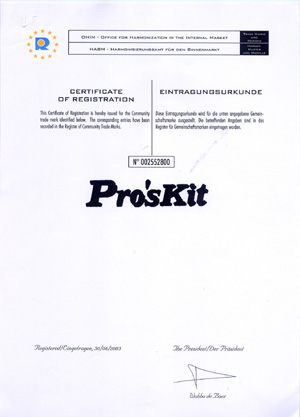 OHIM - Office for Harmonization in the Internal Market
HABM - Harmonisierungsamt für den Binnenmarkt
Trade Marks
and
Designs
Marken,
Muster
und Modelle
CERTIFICATE
OF REGISTRATION
This Certificate of Registration is hereby issued for the Community
trade mark identified below. The corresponding entries have been
recorded in the Register of Community Trade Marks.
EINTRAGUNGSURKUNDE
Diese Eintragungsurkunde wird für die unten angegebene Gemein-
schaftsmarke ausgestellt. Die betreffenden Angaben sind in das
Register für Gemeinschaftsmarken eingetragen worden.
N° 002552800
Pro'sKit
Registered/Eingetragen, 30/06/2003
The President/Der Präsident
Wubbo de Boer